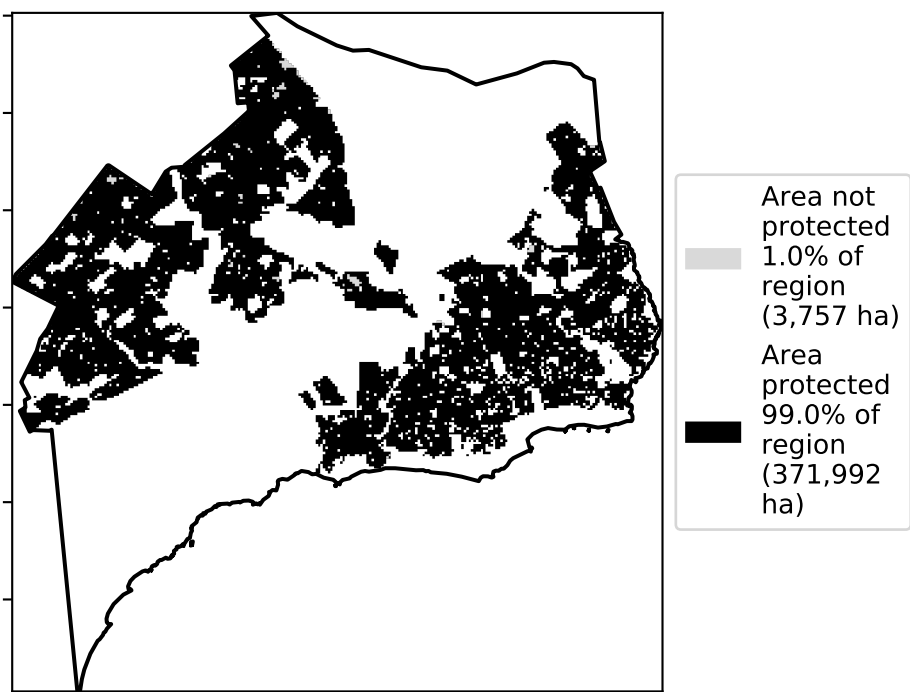 Area not
protected
1.0% of
region
(3,757 ha)
Area
protected
99.0% of
region
(371,992
ha)